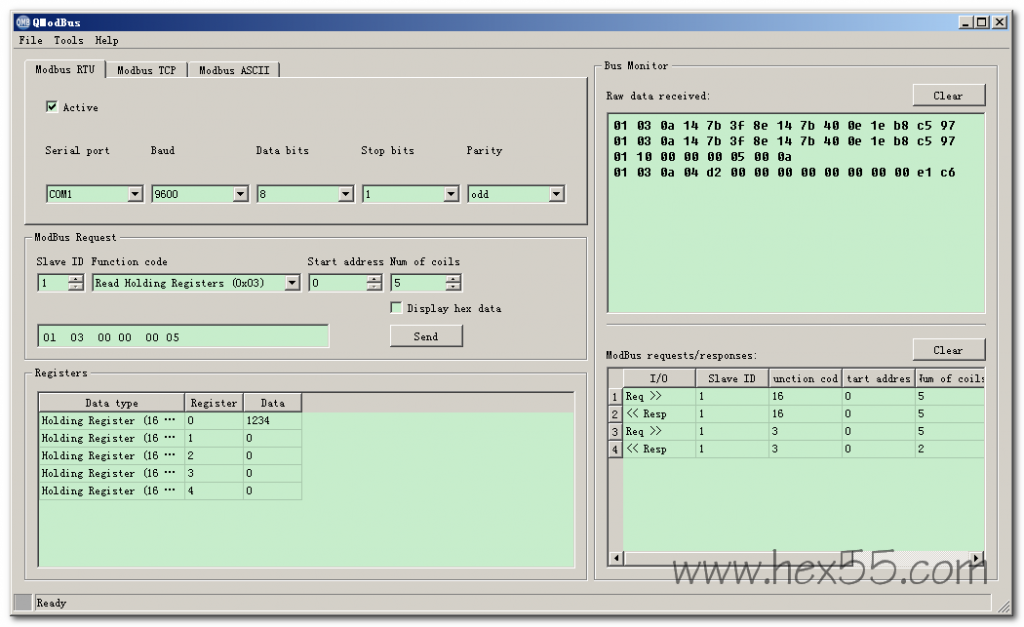 QModBus
File Tools Help
Modbus RTU Modbus TCP Modbus ASCII
Active
Serial port Baud Data bits Stop bits Parity
COM1 9600 8 1 odd
ModBus Request
Slave ID Function code Start address Num of coils
1 Read Holding Registers (0x03) 0 5
Display hex data
01 03 00 00 00 05 Send
Registers
Data type Register Data
Holding Register (16 ··· 0 1234
Holding Register (16 ··· 1 0
Holding Register (16 ··· 2 0
Holding Register (16 ··· 3 0
Holding Register (16 ··· 4 0
Bus Monitor
Raw data received: Clear
01 03 0a 14 7b 3f 8e 14 7b 40 0e 1e b8 c5 97
01 03 0a 14 7b 3f 8e 14 7b 40 0e 1e b8 c5 97
01 10 00 00 00 05 00 0a
01 03 0a 04 d2 00 00 00 00 00 00 00 00 e1 c6
ModBus requests/responses: Clear
I/O Slave ID unction cod tart addres Num of coils
1 Req >> 1 16 0 5
2 << Resp 1 16 0 5
3 Req >> 1 3 0 5
4 << Resp 1 3 0 2
www.hex55.com
Ready